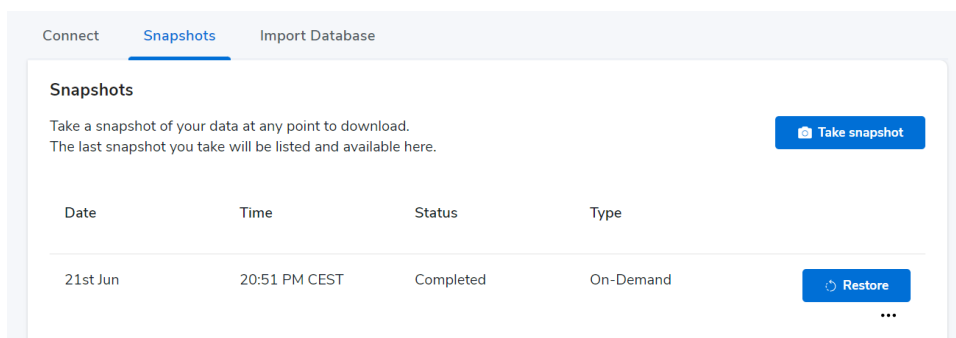 Connect Snapshots Import Database
Snapshots
Take a snapshot of your data at any point to download.
The last snapshot you take will be listed and available here.
Take snapshot
Date Time Status Type
21st Jun 20:51 PM CEST Completed On-Demand Restore
...